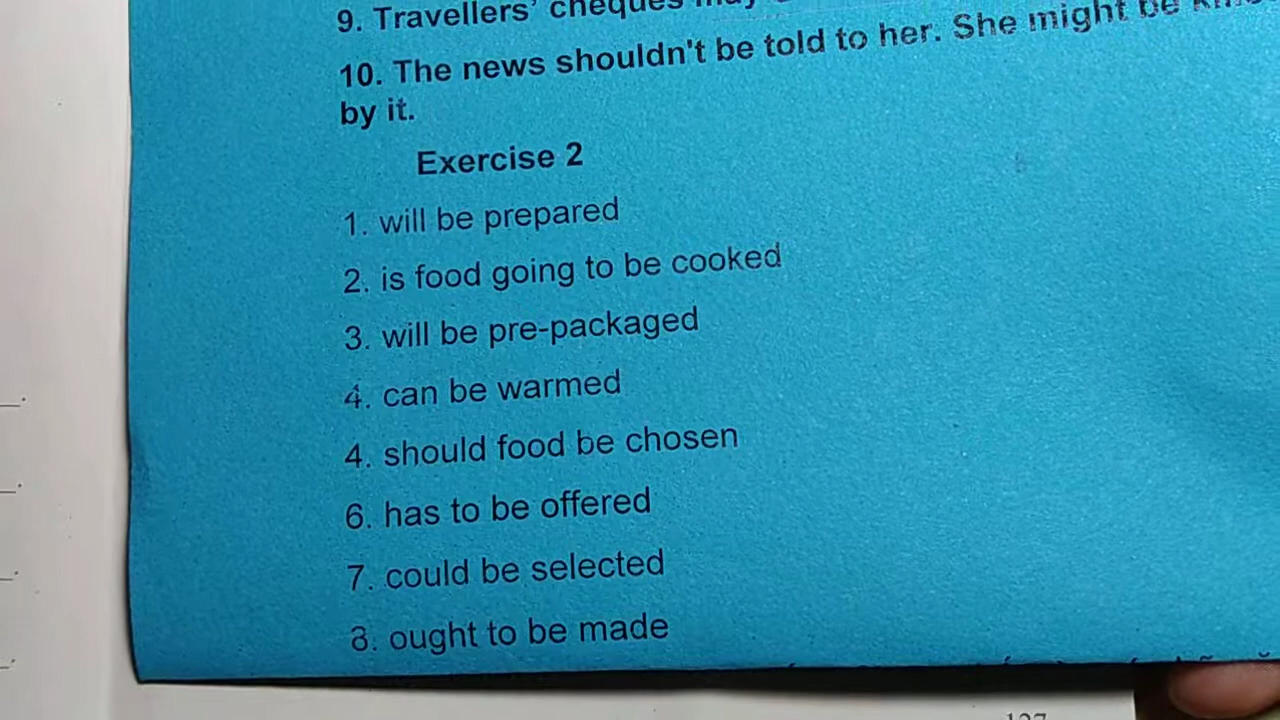 9. Travellers' cheques may
10. The news shouldn't be told to her. She might be
by it.
Exercise 2
1. will be prepared
2. is food going to be cooked
3. will be pre-packaged
4. can be warmed
4. should food be chosen
6. has to be offered
7. could be selected
8. ought to be made